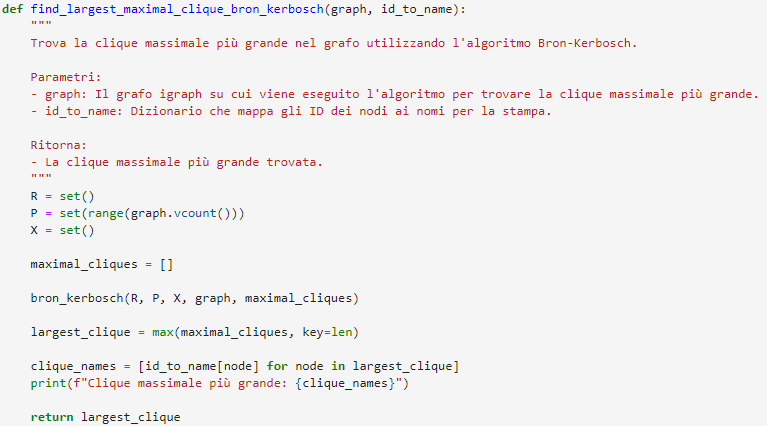 def find_largest_maximal_clique_bron_kerbosch(graph, id_to_name):
    """
    Trova la clique massimale più grande nel grafo utilizzando l'algoritmo Bron-Kerbosch.

    Parametri:
    - graph: Il grafo igraph su cui viene eseguito l'algoritmo per trovare la clique massimale più grande.
    - id_to_name: Dizionario che mappa gli ID dei nodi ai nomi per la stampa.

    Ritorna:
    - La clique massimale più grande trovata.
    """
    R = set()
    P = set(range(graph.vcount()))
    X = set()

    maximal_cliques = []

    bron_kerbosch(R, P, X, graph, maximal_cliques)

    largest_clique = max(maximal_cliques, key=len)

    clique_names = [id_to_name[node] for node in largest_clique]
    print(f"Clique massimale più grande: {clique_names}")

    return largest_clique